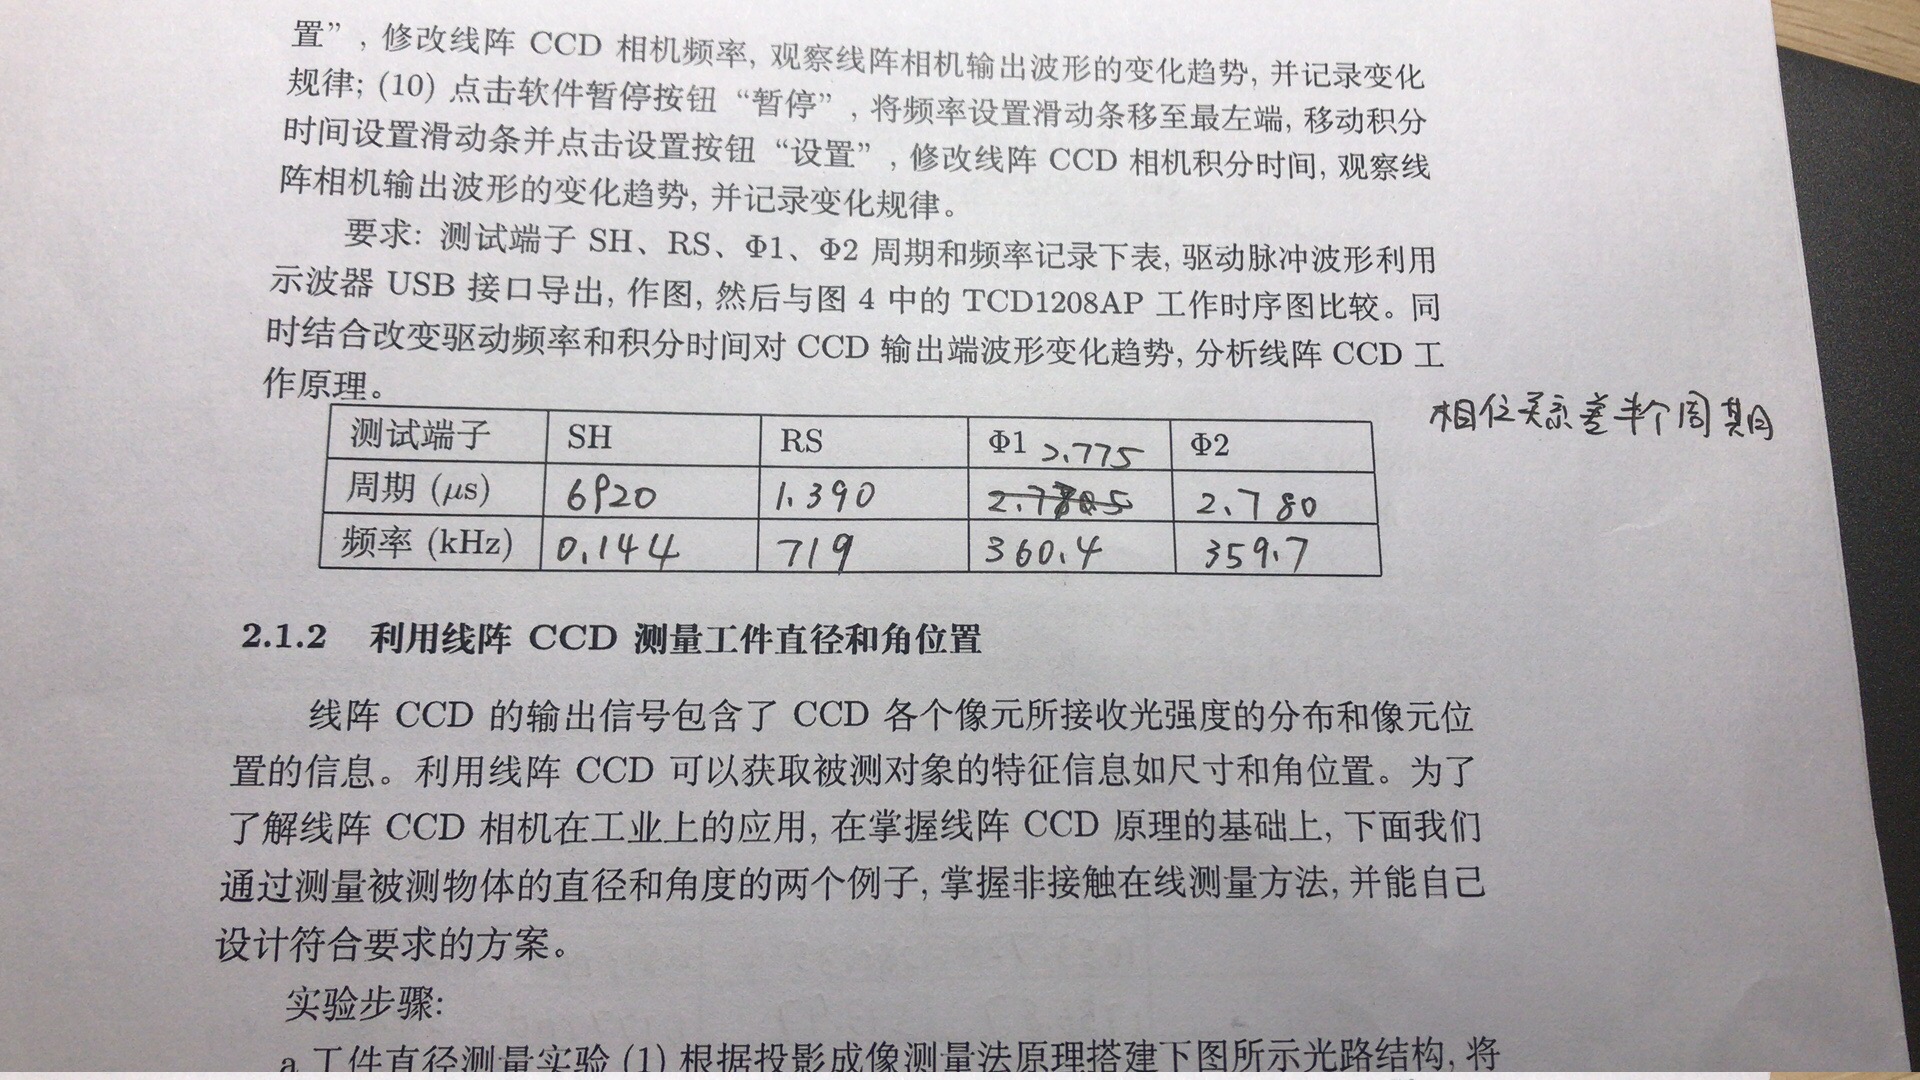 置”, 修改线阵 CCD 相机频率, 观察线阵相机输出波形的变化趋势, 并记录变化
规律; (10) 点击软件暂停按钮“暂停”, 将频率设置滑动条移至最左端, 移动积分
时间设置滑动条并点击设置按钮“设置”, 修改线阵 CCD 相机积分时间, 观察线
阵相机输出波形的变化趋势, 并记录变化规律。
要求: 测试端子 SH、RS、Φ1、Φ2 周期和频率记录下表, 驱动脉冲波形利用
示波器 USB 接口导出, 作图, 然后与图 4 中的 TCD1208AP 工作时序图比较。同
时结合改变驱动频率和积分时间对 CCD 输出端波形变化趋势, 分析线阵 CCD 工
作原理。
相位关系差半个周期
测试端子 SH RS Φ1 2.775 Φ2
周期 (μs) 6920 1.390 2.780
频率 (kHz) 0.144 719 360.4 359.7
2.1.2 利用线阵 CCD 测量工件直径和角位置
线阵 CCD 的输出信号包含了 CCD 各个像元所接收光强度的分布和像元位
置的信息。利用线阵 CCD 可以获取被测对象的特征信息如尺寸和角位置。为了
了解线阵 CCD 相机在工业上的应用, 在掌握线阵 CCD 原理的基础上, 下面我们
通过测量被测物体的直径和角度的两个例子, 掌握非接触在线测量方法, 并能自己
设计符合要求的方案。
实验步骤:
a 工件直径测量实验 (1) 根据投影成像测量法原理搭建下图所示光路结构, 将